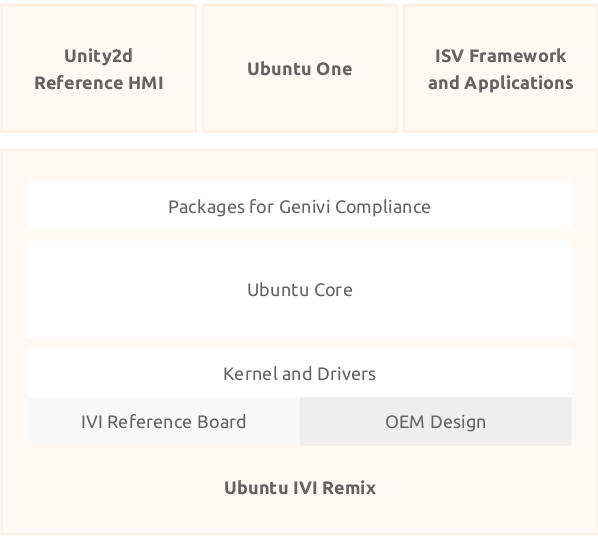 Unity2d
Reference HMI
Ubuntu One
ISV Framework
and Applications
Packages for Genivi Compliance
Ubuntu Core
Kernel and Drivers
IVI Reference Board
OEM Design
Ubuntu IVI Remix